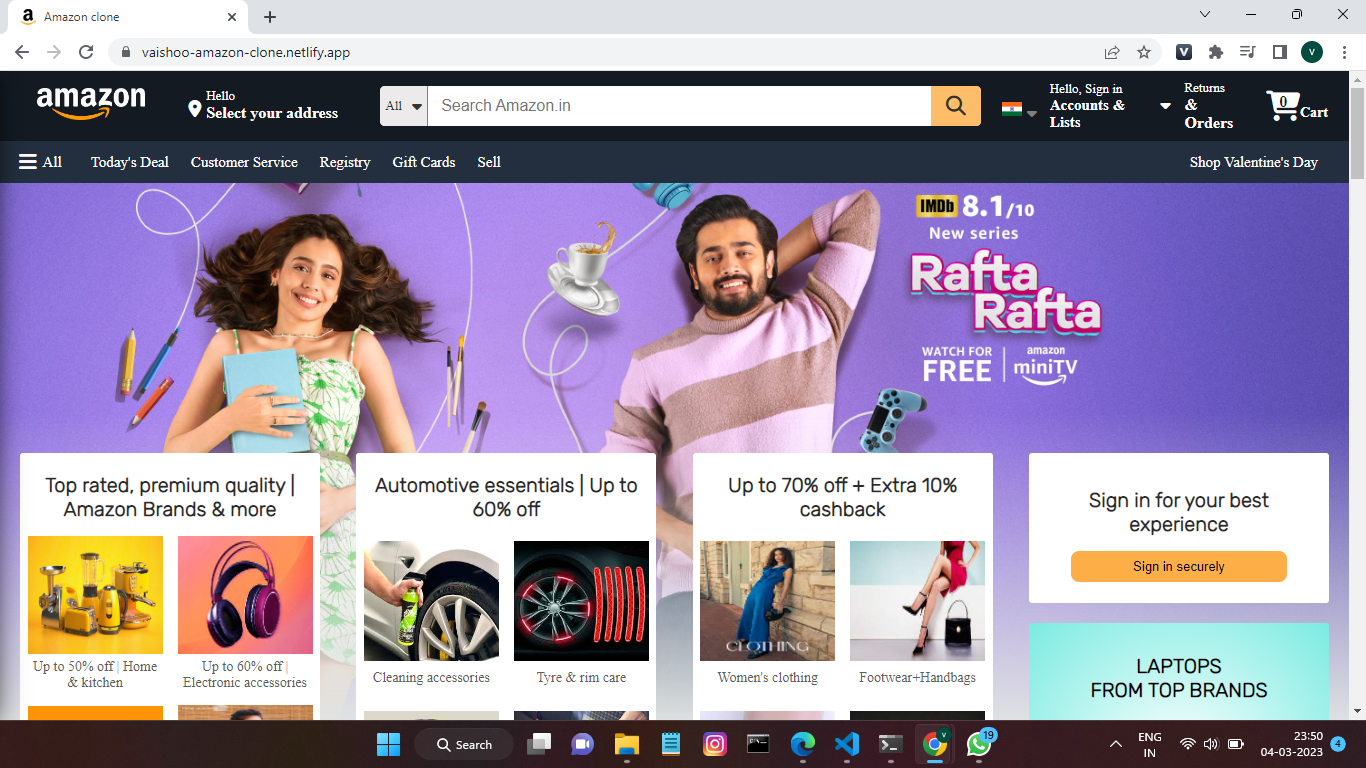 Amazon clone
vaishoo-amazon-clone.netlify.app
V
V
amazon
Hello
Select your address
All
Search Amazon.in
Hello, Sign in
Accounts &
Lists
Returns
&
Orders
0
Cart
All
Today's Deal
Customer Service
Registry
Gift Cards
Sell
Shop Valentine's Day
IMDb 8.1/10
New series
Rafta
Rafta
WATCH FOR
FREE
amazon
miniTV
Top rated, premium quality |
Amazon Brands & more
Up to 50% off | Home
& kitchen
Up to 60% off |
Electronic accessories
Automotive essentials | Up to
60% off
Cleaning accessories
Tyre & rim care
Up to 70% off + Extra 10%
cashback
CLOTHING
Women's clothing
Footwear+Handbags
Sign in for your best
experience
Sign in securely
LAPTOPS
FROM TOP BRANDS
Search
V
19
ENG
IN
23:50
04-03-2023
4